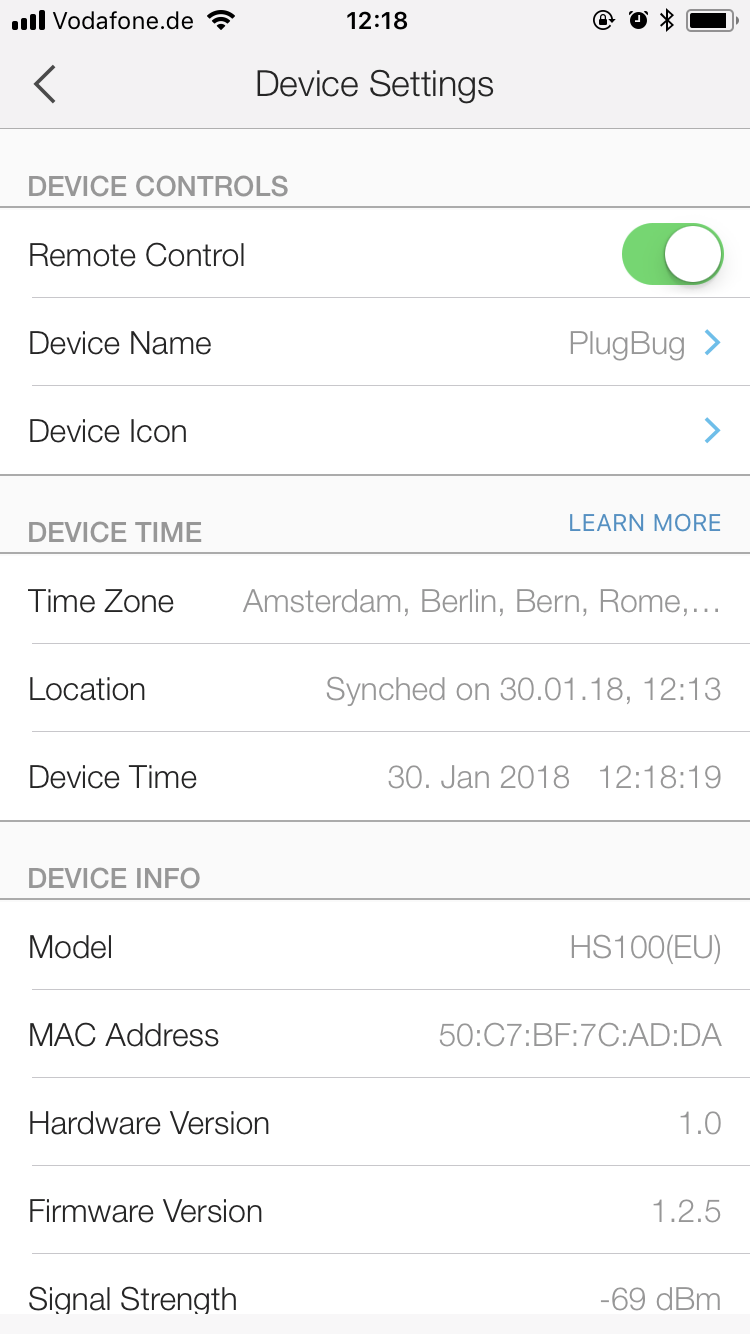 Vodafone.de 12:18
Device Settings
DEVICE CONTROLS
Remote Control
Device Name PlugBug
Device Icon
DEVICE TIME LEARN MORE
Time Zone Amsterdam, Berlin, Bern, Rome,...
Location Synched on 30.01.18, 12:13
Device Time 30. Jan 2018 12:18:19
DEVICE INFO
Model HS100(EU)
MAC Address 50:C7:BF:7C:AD:DA
Hardware Version 1.0
Firmware Version 1.2.5
Signal Strength -69 dBm